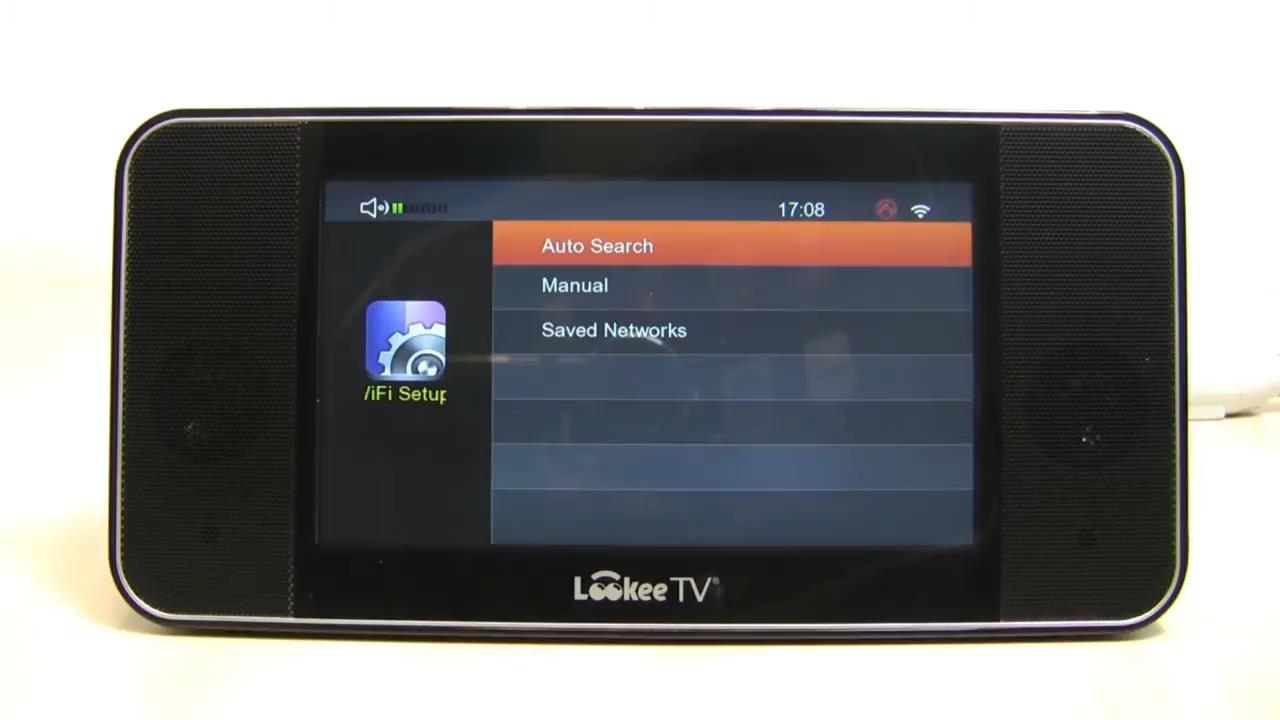 17:08
Auto Search
Manual
Saved Networks
/iFi Setup
LookeeTV